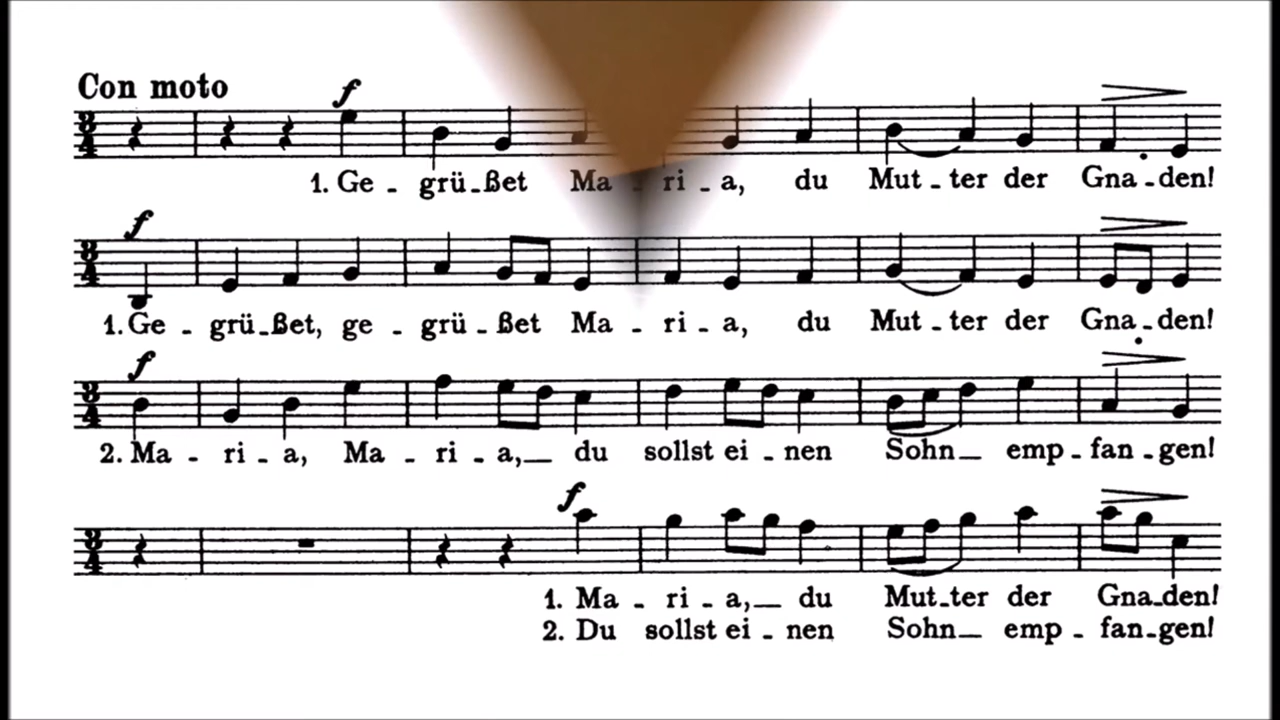 Con moto
f
1. Ge - grü-ßet Ma - ri - a, du Mut - ter der Gna - den!
f
1. Ge - grü-ßet, ge - grü - ßet Ma - ri - a, du Mut - ter der Gna - den!
f
2. Ma - ri - a, Ma - ri - a,_ du sollst ei - nen Sohn_ emp - fan - gen!
f
1. Ma - ri - a,_ du Mut-ter der Gna-den!
2. Du sollst ei - nen Sohn_ emp - fan-gen!